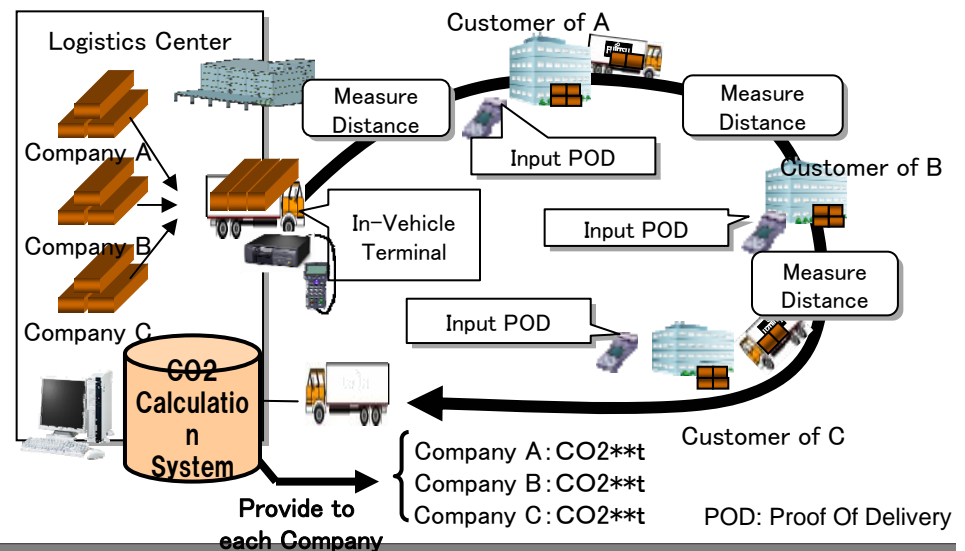 Logistics Center
Company A
Company B
Company C
In-Vehicle
Terminal
Measure
Distance
Customer of A
Input POD
Measure
Distance
Customer of B
Input POD
Measure
Distance
Input POD
Customer of C
CO2
Calculatio
n
System
Provide to
each Company
Company A:CO2**t
Company B:CO2**t
Company C:CO2**t
POD: Proof Of Delivery